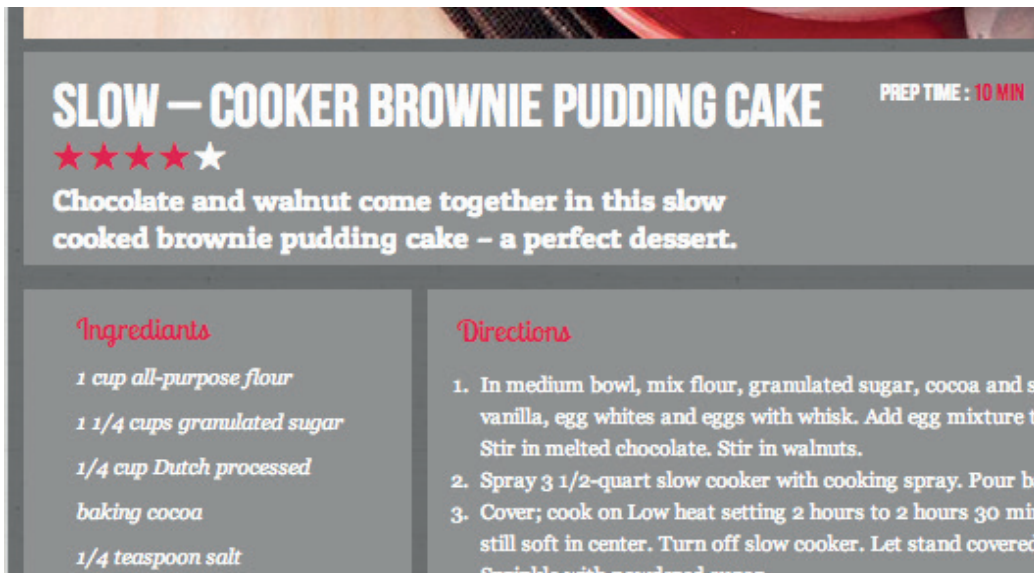 SLOW – COOKER BROWNIE PUDDING CAKE
PREP TIME : 10 MIN
Chocolate and walnut come together in this slow
cooked brownie pudding cake – a perfect dessert.
Ingrediants
1 cup all-purpose flour
1 1/4 cups granulated sugar
1/4 cup Dutch processed
baking cocoa
1/4 teaspoon salt
Directions
1. In medium bowl, mix flour, granulated sugar, cocoa and
vanilla, egg whites and eggs with whisk. Add egg mixture
Stir in melted chocolate. Stir in walnuts.
2. Spray 3 1/2-quart slow cooker with cooking spray. Pour
3. Cover; cook on Low heat setting 2 hours to 2 hours 30
still soft in center. Turn off slow cooker. Let stand covered
Sprinkle with powdered sugar